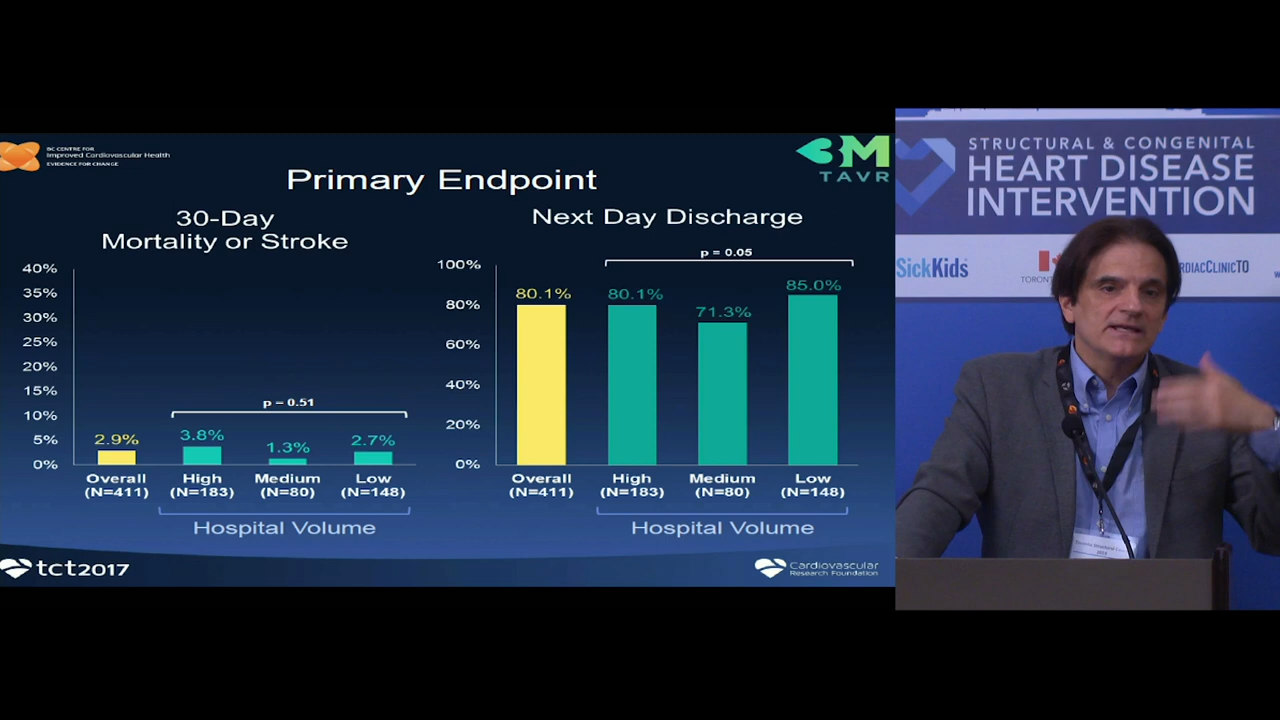 BC CENTRE FOR
Improved Cardiovascular Health
EVIDENCE FOR CHANGE
3M
TAVR
Primary Endpoint
30-Day
Mortality or Stroke
40%
35%
30%
25%
20%
15%
10%
5%
0%
p = 0.51
2.9%
3.8%
1.3%
2.7%
Overall
(N=411)
High
(N=183)
Medium
(N=80)
Low
(N=148)
Hospital Volume
Next Day Discharge
100%
80%
60%
40%
20%
0%
p = 0.05
80.1%
80.1%
71.3%
85.0%
Overall
(N=411)
High
(N=183)
Medium
(N=80)
Low
(N=148)
Hospital Volume
tct2017
Cardiovascular
Research Foundation
STRUCTURAL & CONGENITAL
HEART DISEASE
INTERVENTION
SickKids